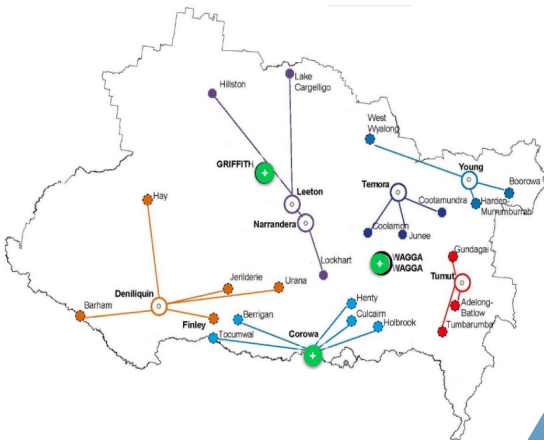 Lake
Cargelligo
Hillston
West
Wyalong
GRIFFITH
Young
Boorowa
Leeton
Temora
Hay
Cootamundra
Harden-
Murrumburrah
Narrandera
Coolamon
Junee
Gundagai
WAGGA
WAGGA
Lockhart
Tumut
Jerilderie
Urana
Deniliquin
Henty
Adelong-
Batlow
Barham
Berrigan
Culcairn
Finley
Corowa
Holbrook
Tumbarumba
Tocumwal